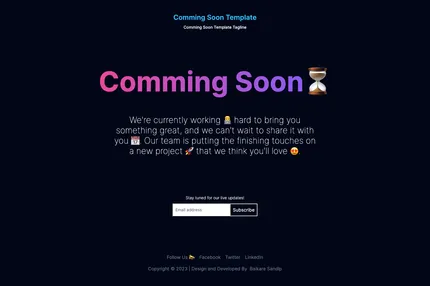 Comming Soon Template
Comming Soon Template Tagline
Comming Soon⏳
We're currently working 👩‍💻 hard to bring you
something great, and we can't wait to share it with
you 📅. Our team is putting the finishing touches on
a new project 🚀 that we think you'll love 😍.
Stay tuned for our live updates!
Email address
Subscribe
Follow Us Facebook Twitter LinkedIn
Copyright © 2023 | Design and Developed By Baikare Sandip